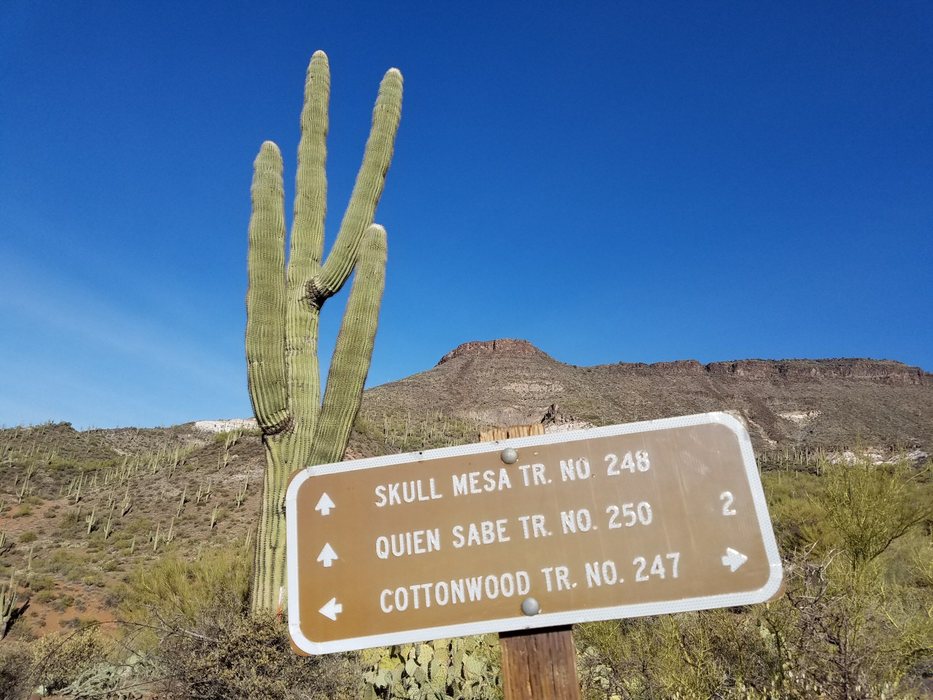 ↑ SKULL MESA TR. NO. 248
↑ QUIEN SABE TR. NO. 250 2
← COTTONWOOD TR. NO. 247 →